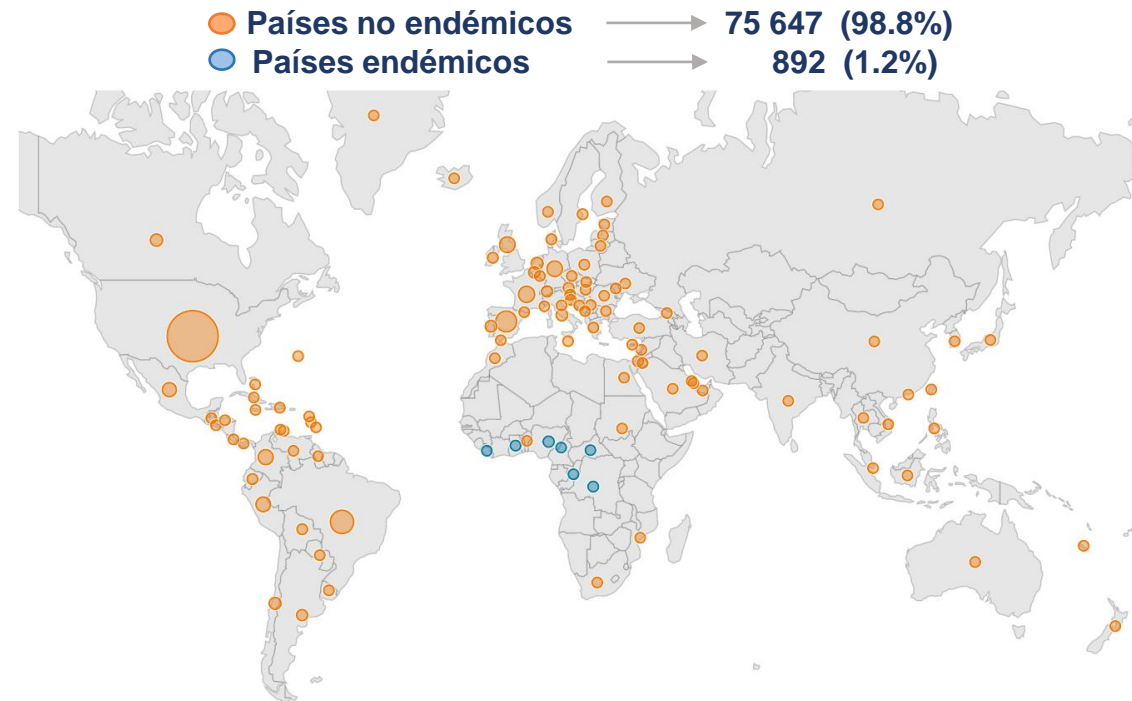 Países no endémicos 75 647 (98.8%)
Países endémicos 892 (1.2%)